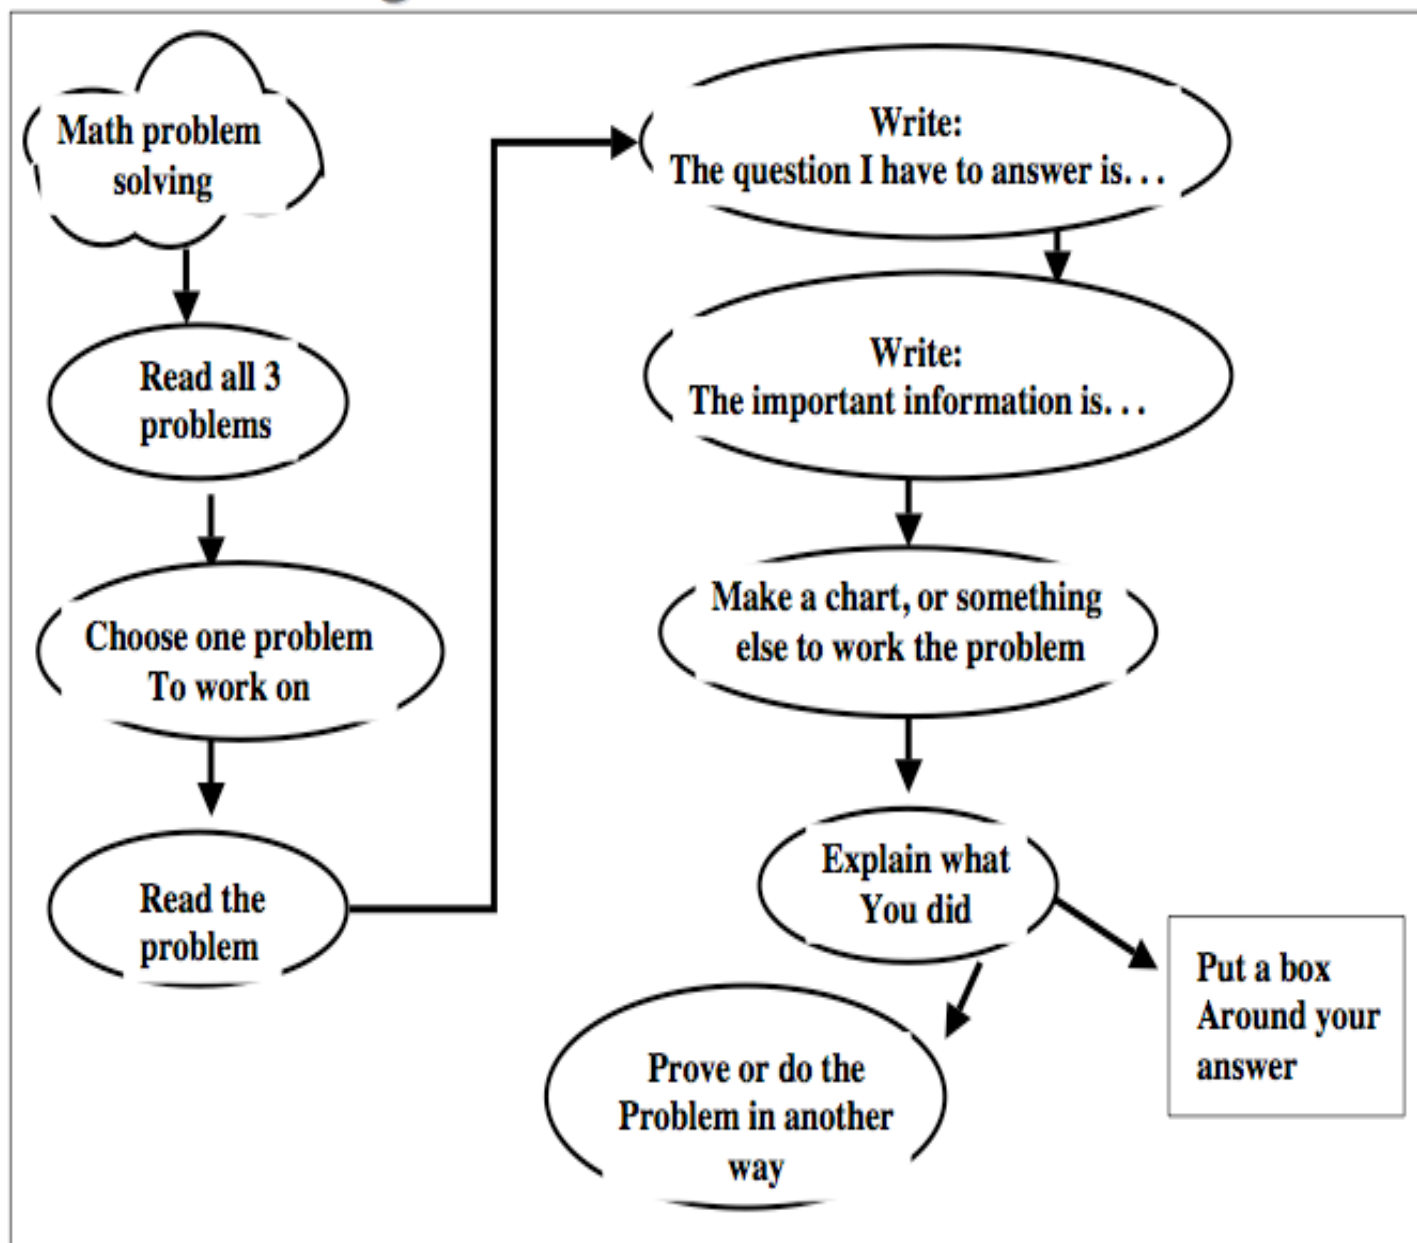 Math problem
solving
Read all 3
problems
Choose one problem
To work on
Read the
problem
Write:
The question I have to answer is. . .
Write:
The important information is. . .
Make a chart, or something
else to work the problem
Explain what
You did
Put a box
Around your
answer
Prove or do the
Problem in another
way